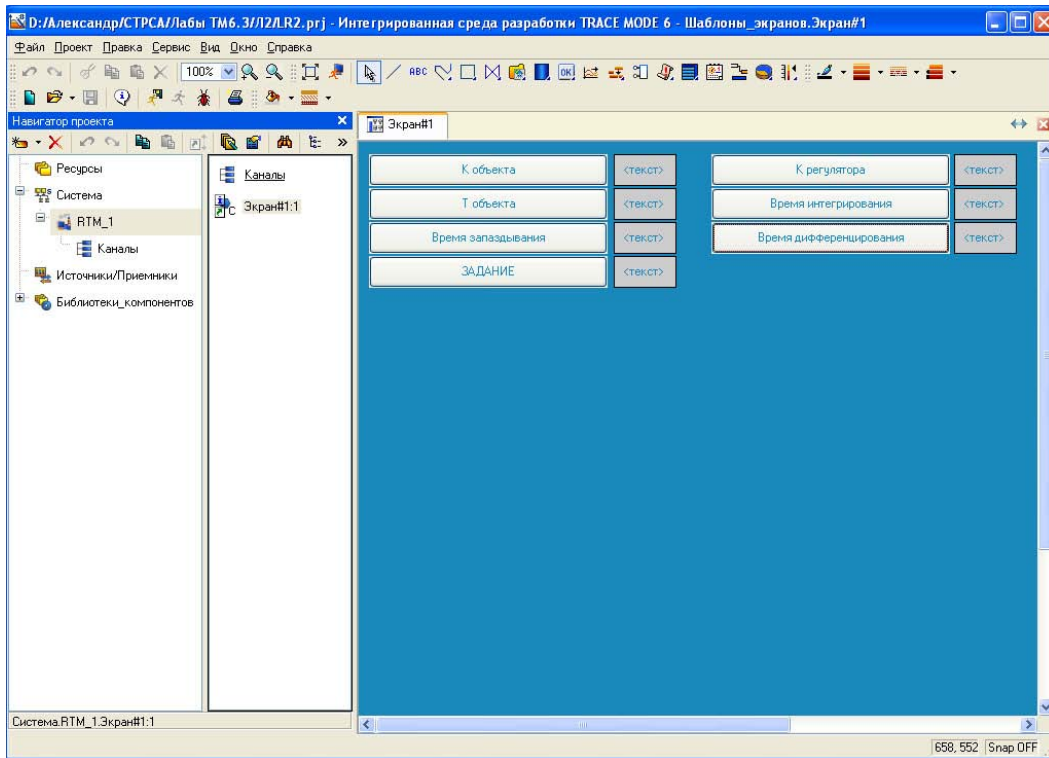 D:/Александр/СТРСА/Лабы ТМ6.3/Л2/LR2.prj - Интегрированная среда разработки TRACE MODE 6 - Шаблоны_экранов.Экран#1
Файл Проект Правка Сервис Вид Окно Справка
100%
ABC
OK
Навигатор проекта
Ресурсы
Система
RTM_1
Каналы
Источники/Приемники
Библиотеки_компонентов
Каналы
Экран#1:1
Экран#1
К объекта <текст> К регулятора <текст>
Т объекта <текст> Время интегрирования <текст>
Время запаздывания <текст> Время дифференцирования <текст>
ЗАДАНИЕ <текст>
Система.RTM_1.Экран#1:1
658, 552 Snap OFF